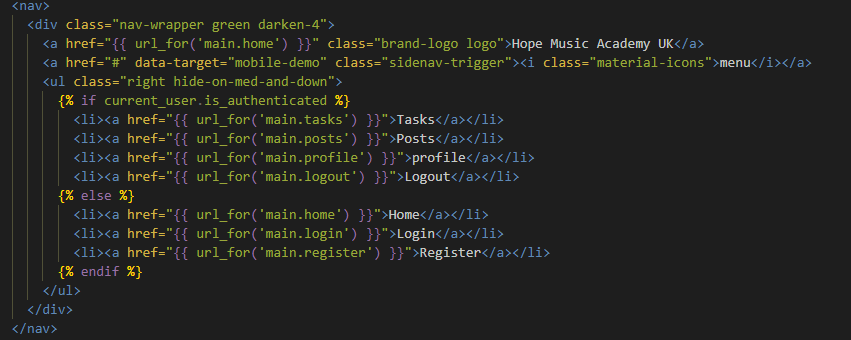 <nav>
  <div class="nav-wrapper green darken-4">
    <a href="{{ url_for('main.home') }}" class="brand-logo logo">Hope Music Academy UK</a>
    <a href="#" data-target="mobile-demo" class="sidenav-trigger"><i class="material-icons">menu</i></a>
    <ul class="right hide-on-med-and-down">
      {% if current_user.is_authenticated %}
        <li><a href="{{ url_for('main.tasks') }}">Tasks</a></li>
        <li><a href="{{ url_for('main.posts') }}">Posts</a></li>
        <li><a href="{{ url_for('main.profile') }}">profile</a></li>
        <li><a href="{{ url_for('main.logout') }}">Logout</a></li>
      {% else %}
        <li><a href="{{ url_for('main.home') }}">Home</a></li>
        <li><a href="{{ url_for('main.login') }}">Login</a></li>
        <li><a href="{{ url_for('main.register') }}">Register</a></li>
      {% endif %}
    </ul>
  </div>
</nav>